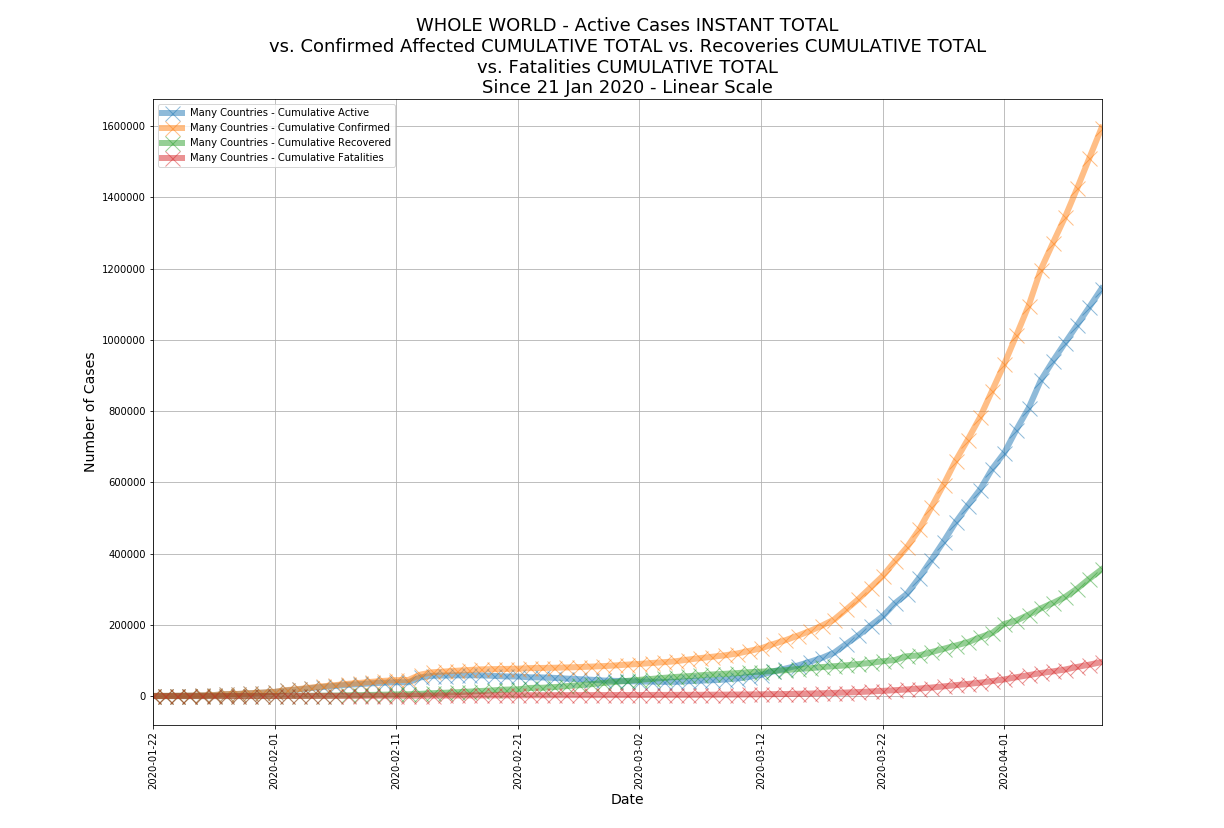 WHOLE WORLD - Active Cases INSTANT TOTAL
vs. Confirmed Affected CUMULATIVE TOTAL vs. Recoveries CUMULATIVE TOTAL
vs. Fatalities CUMULATIVE TOTAL
Since 21 Jan 2020 - Linear Scale
Many Countries - Cumulative Active
Many Countries - Cumulative Confirmed
Many Countries - Cumulative Recovered
Many Countries - Cumulative Fatalities
1600000
1400000
1200000
1000000
800000
600000
400000
200000
0
Number of Cases
2020-01-22
2020-02-01
2020-02-11
2020-02-21
2020-03-02
2020-03-12
2020-03-22
2020-04-01
Date